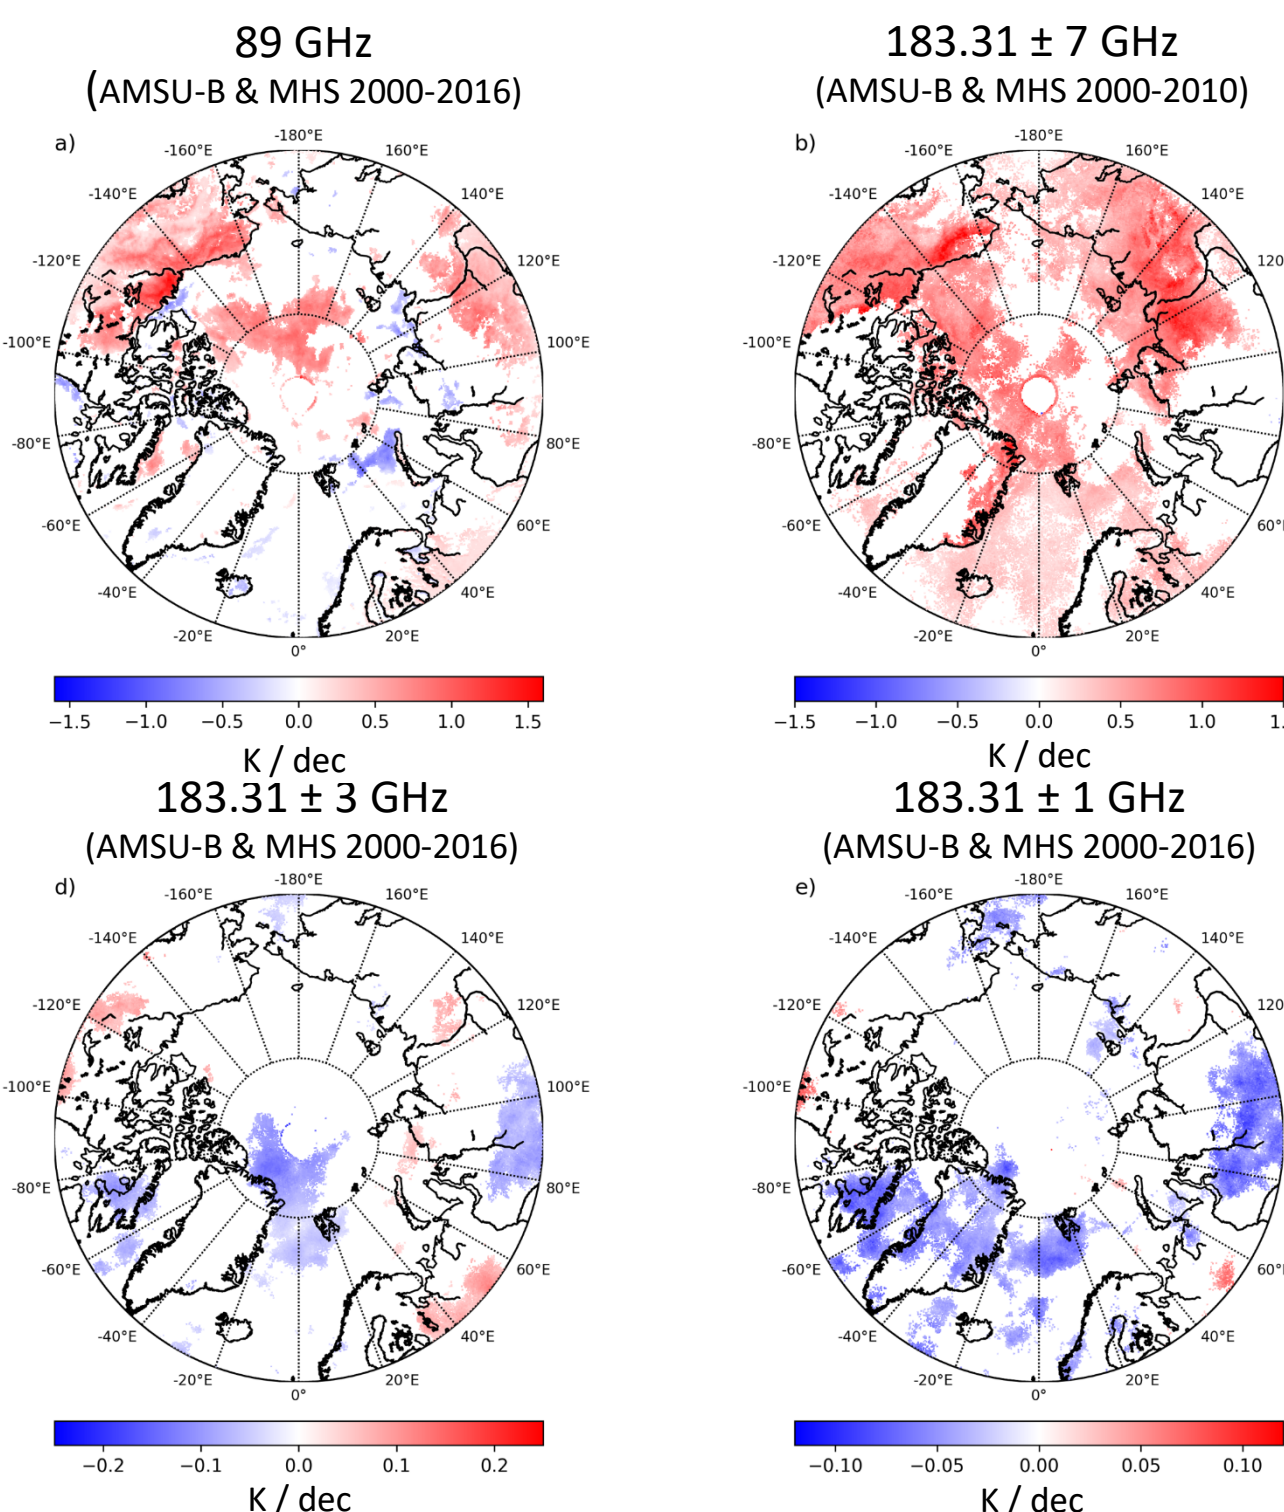 89 GHz
(AMSU-B & MHS 2000-2016)
183.31 ± 7 GHz
(AMSU-B & MHS 2000-2010)
a)
-180°E
-160°E
160°E
-140°E
140°E
-120°E
120°E
-100°E
100°E
-80°E
80°E
-60°E
60°E
-40°E
40°E
-20°E
20°E
0°
−1.5 −1.0 −0.5 0.0 0.5 1.0 1.5
K / dec
b)
-180°E
-160°E
160°E
-140°E
140°E
-120°E
120
-100°E
-80°E
-60°E
60°
-40°E
40°E
-20°E
20°E
0°
−1.5 −1.0 −0.5 0.0 0.5 1.0 1.
K / dec
183.31 ± 3 GHz
(AMSU-B & MHS 2000-2016)
183.31 ± 1 GHz
(AMSU-B & MHS 2000-2016)
d)
-180°E
-160°E
160°E
-140°E
140°E
-120°E
120°E
-100°E
100°E
-80°E
80°E
-60°E
60°E
-40°E
40°E
-20°E
20°E
0°
−0.2 −0.1 0.0 0.1 0.2
K / dec
e)
-180°E
-160°E
160°E
-140°E
140°E
-120°E
120
-100°E
-80°E
-60°E
60°
-40°E
40°E
-20°E
20°E
0°
−0.10 −0.05 0.00 0.05 0.10
K / dec